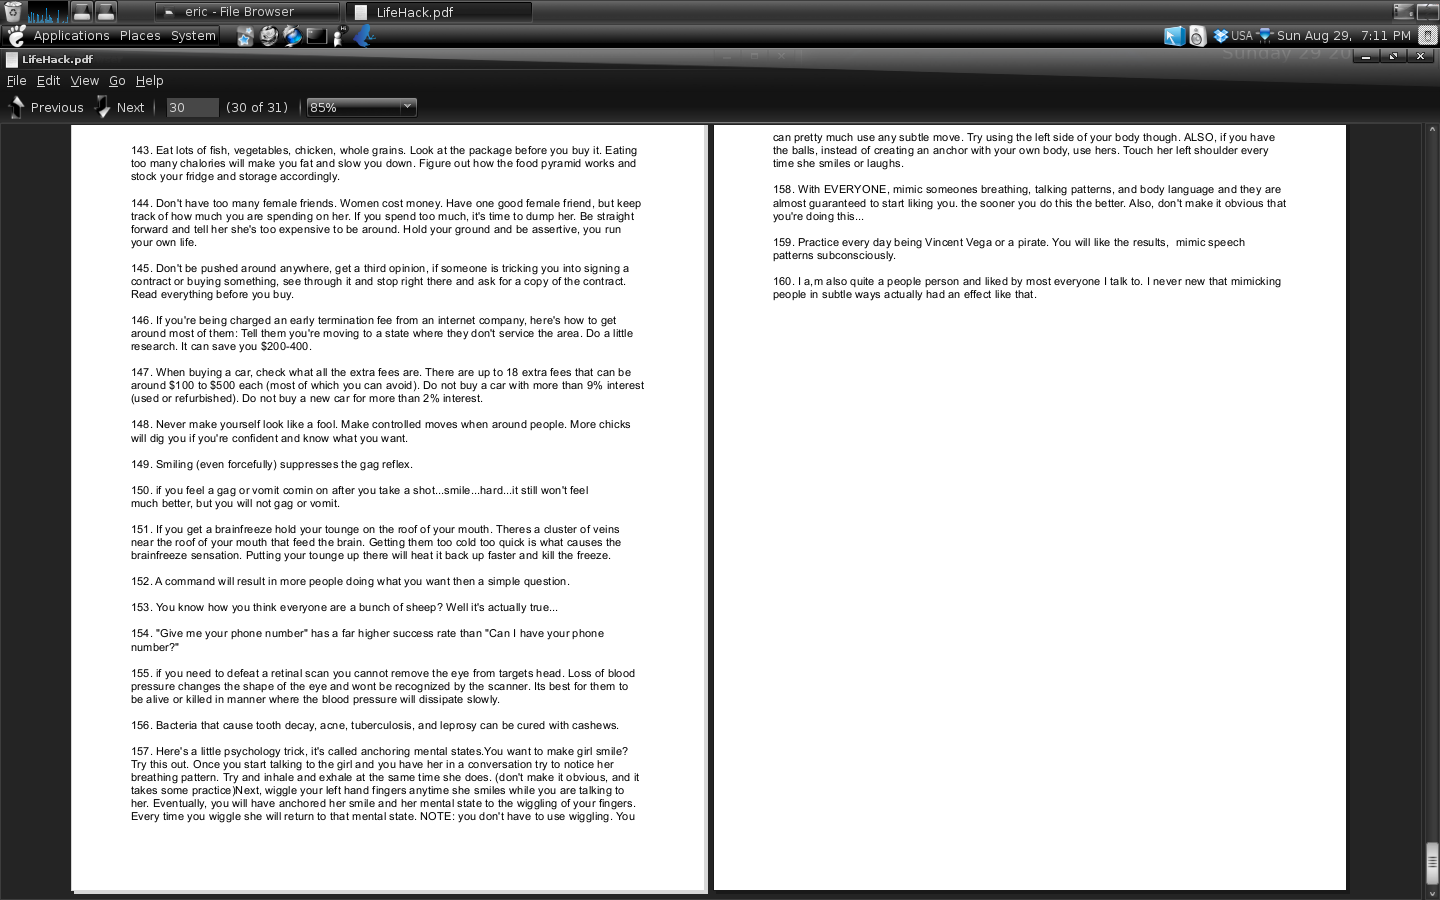 eric - File Browser
LifeHack.pdf
Applications Places System
USA Sun Aug 29, 7:11 PM
LifeHack.pdf
Sunday 29 20
File Edit View Go Help
Previous Next 30 (30 of 31) 85%
143. Eat lots of fish, vegetables, chicken, whole grains. Look at the package before you buy it. Eating
too many chalories will make you fat and slow you down. Figure out how the food pyramid works and
stock your fridge and storage accordingly.
144. Don't have too many female friends. Women cost money. Have one good female friend, but keep
track of how much you are spending on her. If you spend too much, it's time to dump her. Be straight
forward and tell her she's too expensive to be around. Hold your ground and be assertive, you run
your own life.
145. Don't be pushed around anywhere, get a third opinion, if someone is tricking you into signing a
contract or buying something, see through it and stop right there and ask for a copy of the contract.
Read everything before you buy.
146. If you're being charged an early termination fee from an internet company, here's how to get
around most of them: Tell them you're moving to a state where they don't service the area. Do a little
research. It can save you $200-400.
147. When buying a car, check what all the extra fees are. There are up to 18 extra fees that can be
around $100 to $500 each (most of which you can avoid). Do not buy a car with more than 9% interest
(used or refurbished). Do not buy a new car for more than 2% interest.
148. Never make yourself look like a fool. Make controlled moves when around people. More chicks
will dig you if you're confident and know what you want.
149. Smiling (even forcefully) suppresses the gag reflex.
150. if you feel a gag or vomit comin on after you take a shot...smile...hard...it still won't feel
much better, but you will not gag or vomit.
151. If you get a brainfreeze hold your tounge on the roof of your mouth. Theres a cluster of veins
near the roof of your mouth that feed the brain. Getting them too cold too quick is what causes the
brainfreeze sensation. Putting your tounge up there will heat it back up faster and kill the freeze.
152. A command will result in more people doing what you want then a simple question.
153. You know how you think everyone are a bunch of sheep? Well it's actually true...
154. "Give me your phone number" has a far higher success rate than "Can I have your phone
number?"
155. if you need to defeat a retinal scan you cannot remove the eye from targets head. Loss of blood
pressure changes the shape of the eye and wont be recognized by the scanner. Its best for them to
be alive or killed in manner where the blood pressure will dissipate slowly.
156. Bacteria that cause tooth decay, acne, tuberculosis, and leprosy can be cured with cashews.
157. Here's a little psychology trick, it's called anchoring mental states.You want to make girl smile?
Try this out. Once you start talking to the girl and you have her in a conversation try to notice her
breathing pattern. Try and inhale and exhale at the same time she does. (don't make it obvious, and it
takes some practice)Next, wiggle your left hand fingers anytime she smiles while you are talking to
her. Eventually, you will have anchored her smile and her mental state to the wiggling of your fingers.
Every time you wiggle she will return to that mental state. NOTE: you don't have to use wiggling. You
can pretty much use any subtle move. Try using the left side of your body though. ALSO, if you have
the balls, instead of creating an anchor with your own body, use hers. Touch her left shoulder every
time she smiles or laughs.
158. With EVERYONE, mimic someones breathing, talking patterns, and body language and they are
almost guaranteed to start liking you. the sooner you do this the better. Also, don't make it obvious that
you're doing this...
159. Practice every day being Vincent Vega or a pirate. You will like the results, mimic speech
patterns subconsciously.
160. I a,m also quite a people person and liked by most everyone I talk to. I never new that mimicking
people in subtle ways actually had an effect like that.